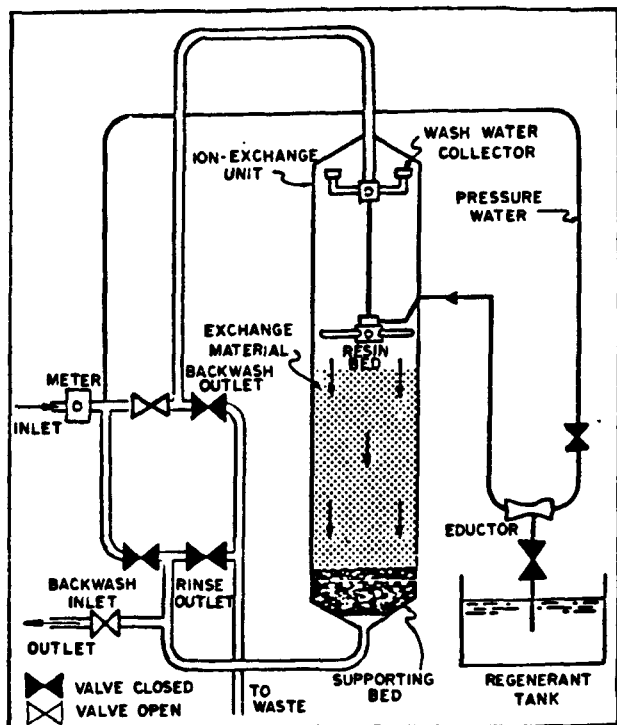 WASH WATER
COLLECTOR
ION-EXCHANGE
UNIT
PRESSURE
WATER
EXCHANGE
MATERIAL
RESIN
BED
METER
BACKWASH
OUTLET
INLET
EDUCTOR
BACKWASH
INLET
RINSE
OUTLET
OUTLET
SUPPORTING
BED
REGENERANT
TANK
VALVE CLOSED
VALVE OPEN
TO
WASTE